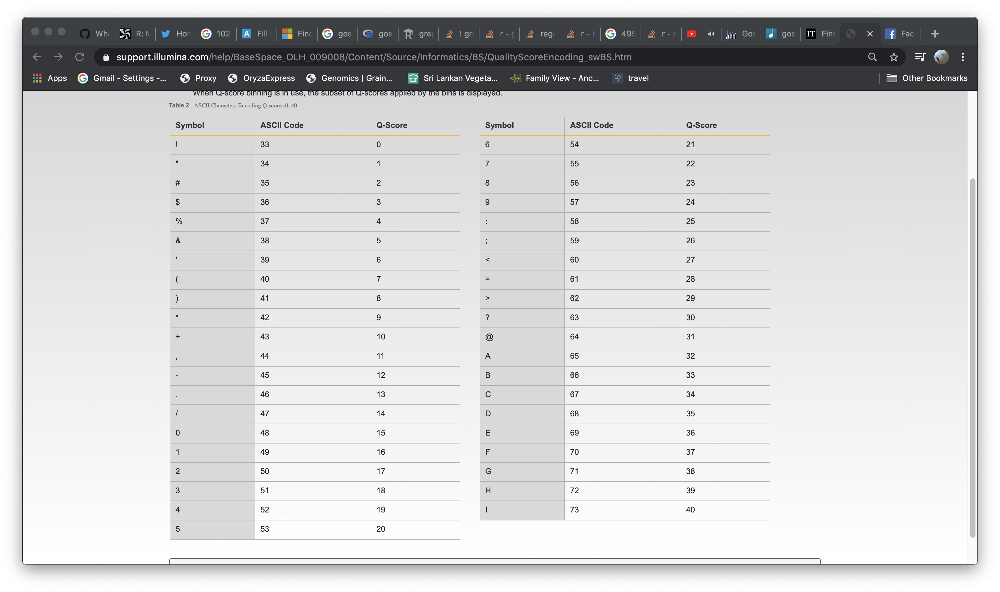 Whe R: M Hon 102 Fill i Finc gos gos grep ! gre r - g rege r - H 495 r - r Gos gos IT Fint Fac
support.illumina.com/help/BaseSpace_OLH_009008/Content/Source/Informatics/BS/QualityScoreEncoding_swBS.htm
Apps Gmail - Settings -... Proxy OryzaExpress Genomics | Grain... Sri Lankan Vegeta... Family View - Anc... travel Other Bookmarks
When Q-score binning is in use, the subset of Q-scores applied by the bins is displayed.
Table 2 ASCII Characters Encoding Q-scores 0–40
Symbol ASCII Code Q-Score Symbol ASCII Code Q-Score
! 33 0 6 54 21
" 34 1 7 55 22
# 35 2 8 56 23
$ 36 3 9 57 24
% 37 4 : 58 25
& 38 5 ; 59 26
' 39 6 < 60 27
( 40 7 = 61 28
) 41 8 > 62 29
* 42 9 ? 63 30
+ 43 10 @ 64 31
, 44 11 A 65 32
- 45 12 B 66 33
. 46 13 C 67 34
/ 47 14 D 68 35
0 48 15 E 69 36
1 49 16 F 70 37
2 50 17 G 71 38
3 51 18 H 72 39
4 52 19 I 73 40
5 53 20